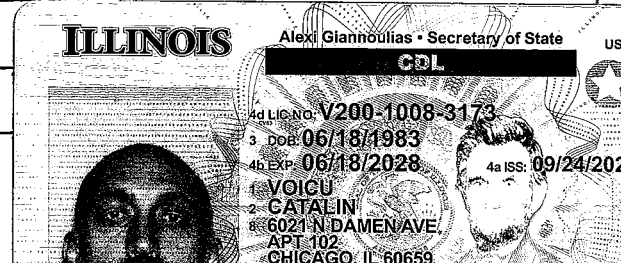 ILLINOIS
Alexi Giannoulias • Secretary of State
US
CDL
4d LIC NO: V200-1008-3173
3 DOB: 06/18/1983
4b EXP: 06/18/2028
4a ISS: 09/24/202
1 VOICU
2 CATALIN
8 6021 N DAMEN AVE
APT 102
CHICAGO, IL 60659